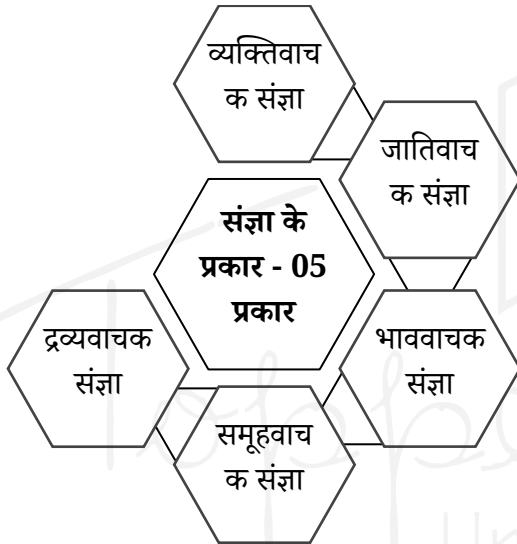 व्यक्तिवाच
क संज्ञा
जातिवाच
क संज्ञा
संज्ञा के
प्रकार - 05
प्रकार
भाववाचक
संज्ञा
द्रव्यवाचक
संज्ञा
समूहवाच
क संज्ञा